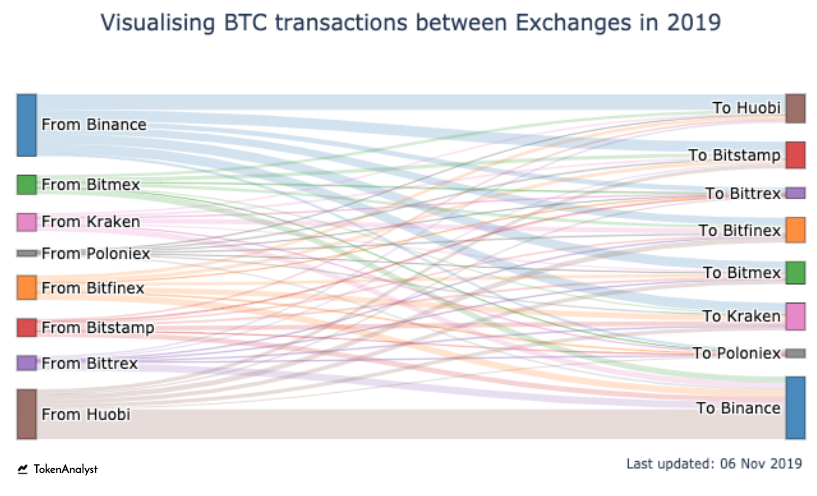 Visualising BTC transactions between Exchanges in 2019
From Binance
From Bitmex
From Kraken
From Poloniex
From Bitfinex
From Bitstamp
From Bittrex
From Huobi
To Huobi
To Bitstamp
To Bittrex
To Bitfinex
To Bitmex
To Kraken
To Poloniex
To Binance
TokenAnalyst
Last updated: 06 Nov 2019